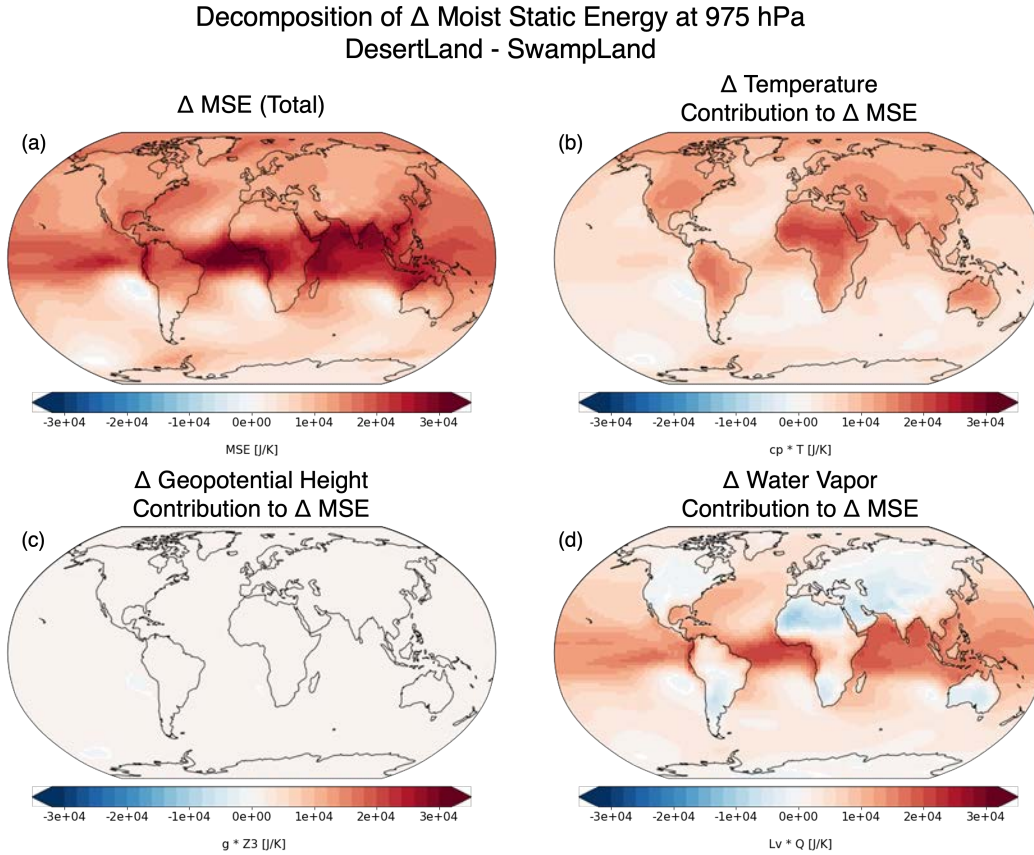 Decomposition of Δ Moist Static Energy at 975 hPa
DesertLand - SwampLand
Δ MSE (Total)
(a)
-3e+04 -2e+04 -1e+04 0e+00 1e+04 2e+04 3e+04
MSE [J/K]
Δ Temperature
Contribution to Δ MSE
(b)
-3e+04 -2e+04 -1e+04 0e+00 1e+04 2e+04 3e+04
cp * T [J/K]
Δ Geopotential Height
Contribution to Δ MSE
(c)
-3e+04 -2e+04 -1e+04 0e+00 1e+04 2e+04 3e+04
g * Z3 [J/K]
Δ Water Vapor
Contribution to Δ MSE
(d)
-3e+04 -2e+04 -1e+04 0e+00 1e+04 2e+04 3e+04
Lv * Q [J/K]